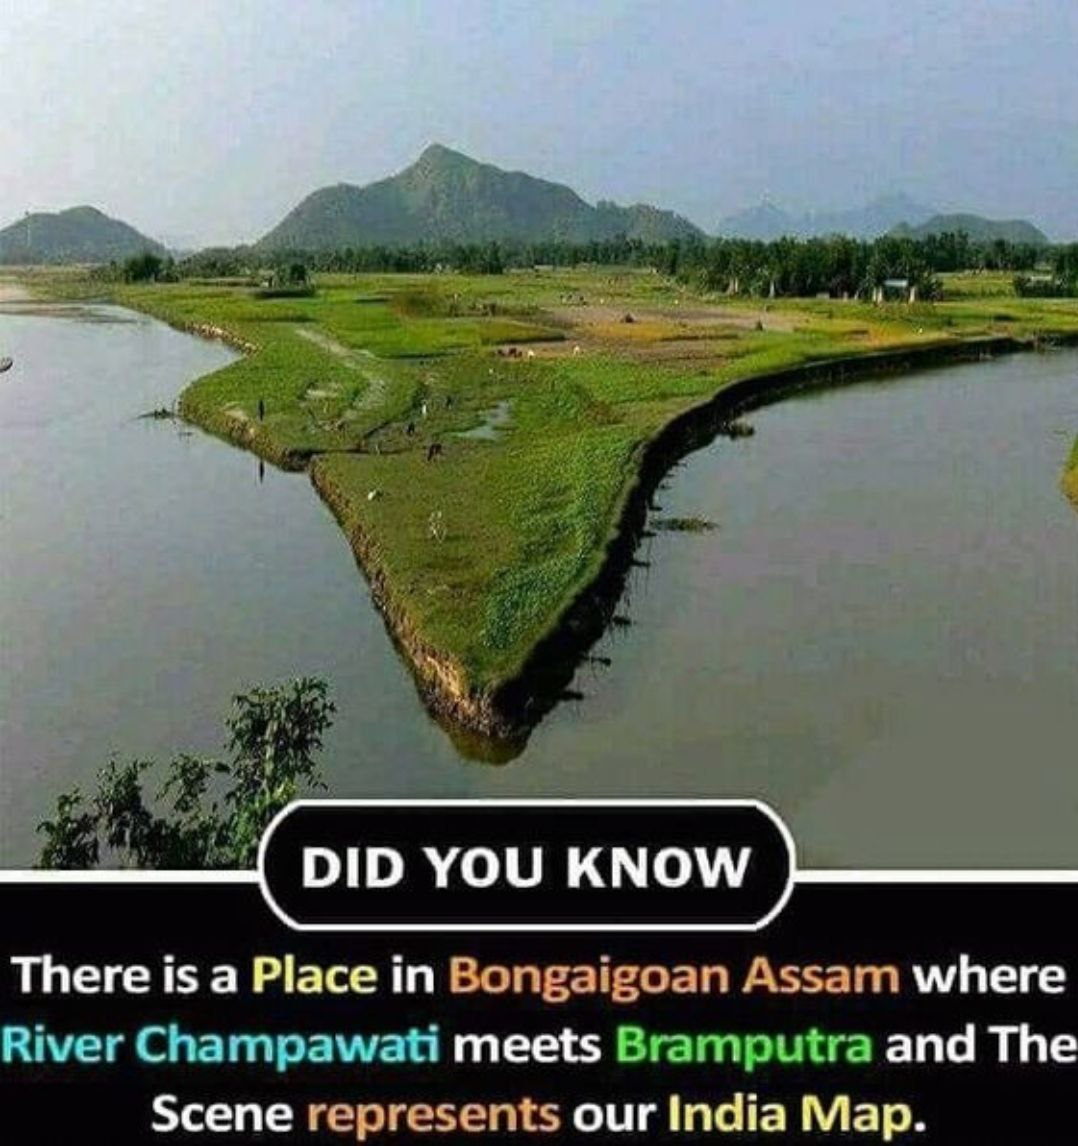 DID YOU KNOW
There is a Place in Bongaigoan Assam where
River Champawati meets Bramputra and The
Scene represents our India Map.